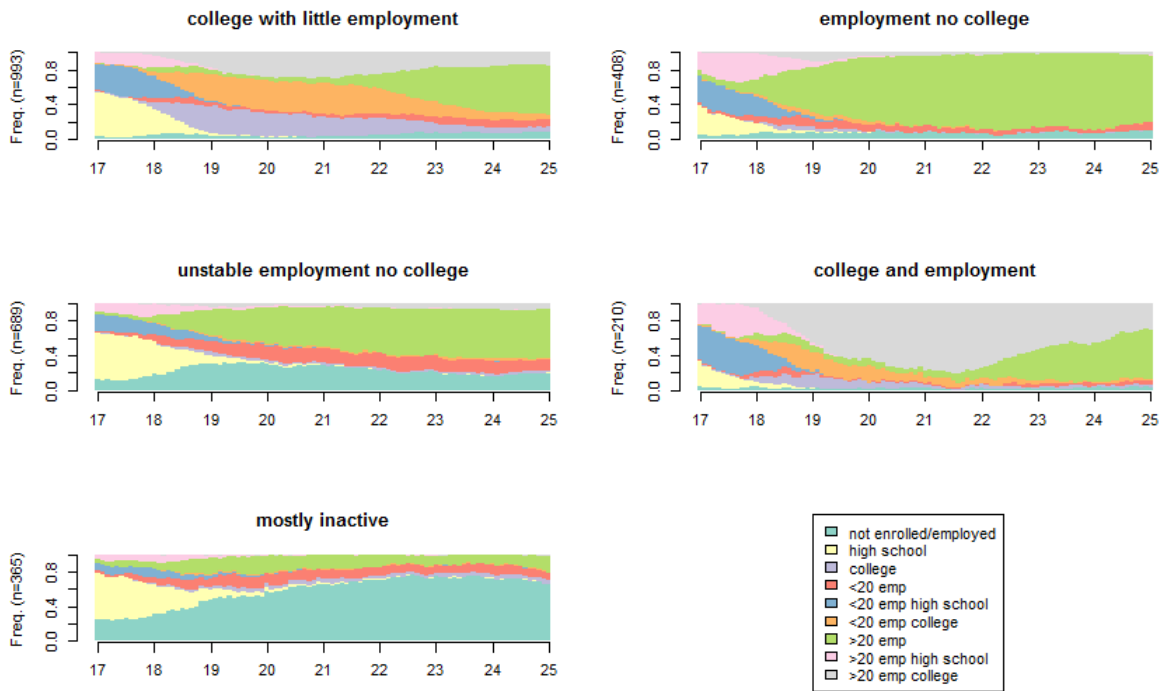 college with little employment
Freq. (n=993)
0.0 0.4 0.8
17 18 19 20 21 22 23 24 25
employment no college
Freq. (n=408)
0.0 0.4 0.8
17 18 19 20 21 22 23 24 25
unstable employment no college
Freq. (n=689)
0.0 0.4 0.8
17 18 19 20 21 22 23 24 25
college and employment
Freq. (n=210)
0.0 0.4 0.8
17 18 19 20 21 22 23 24 25
mostly inactive
Freq. (n=365)
0.0 0.4 0.8
17 18 19 20 21 22 23 24 25
not enrolled/employed
high school
college
<20 emp
<20 emp high school
<20 emp college
>20 emp
>20 emp high school
>20 emp college